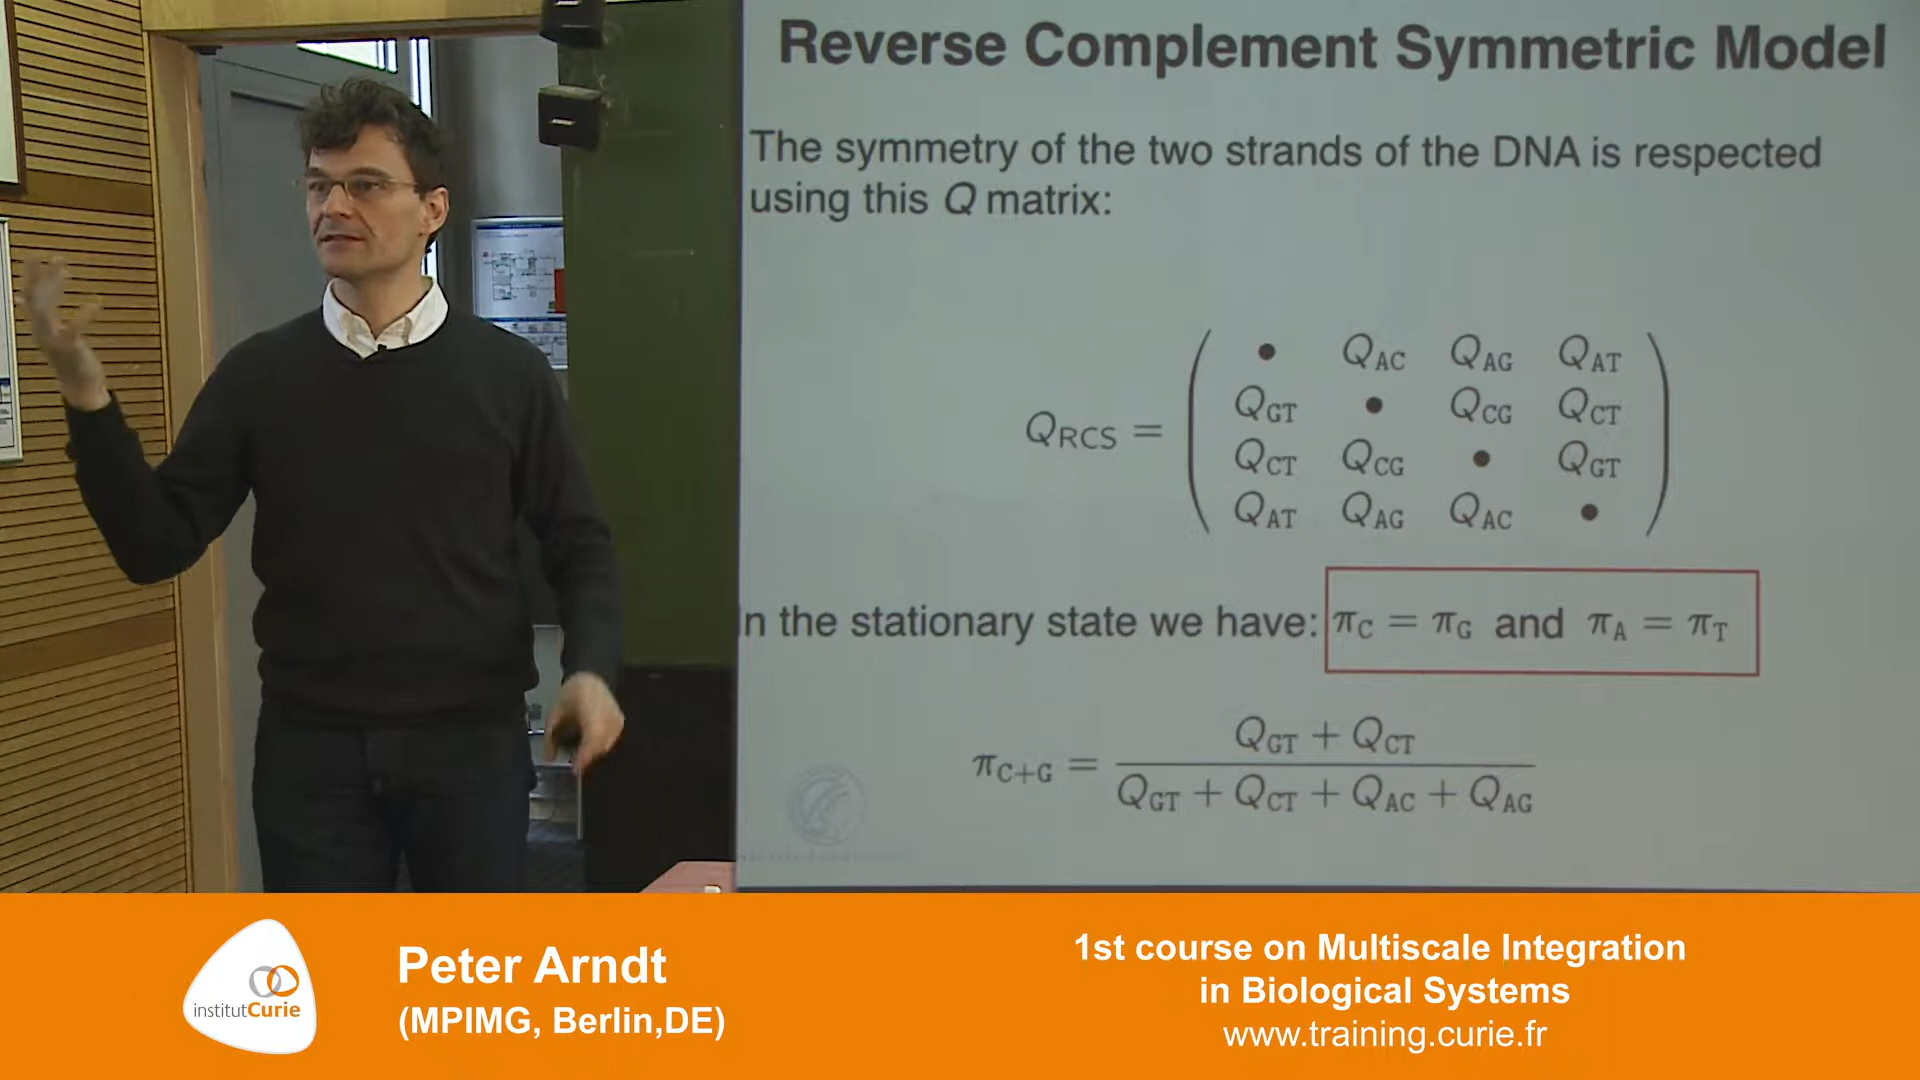 Reverse Complement Symmetric Model
The symmetry of the two strands of the DNA is respected
using this Q matrix:
Q_RCS = ( • Q_AC Q_AG Q_AT
Q_GT • Q_CG Q_CT
Q_CT Q_CG • Q_GT
Q_AT Q_AG Q_AC • )
n the stationary state we have: π_C = π_G and π_A = π_T
π_C+G = (Q_GT + Q_CT) / (Q_GT + Q_CT + Q_AC + Q_AG)
institutCurie
Peter Arndt
(MPIMG, Berlin,DE)
1st course on Multiscale Integration
in Biological Systems
www.training.curie.fr